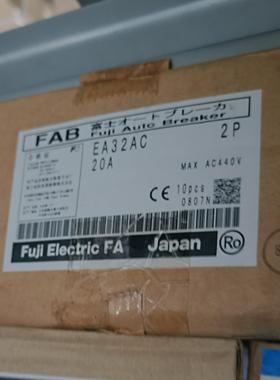 FAB 富士オートブレーカ
Fuji Auto Breaker
EA32AC 2P
20A
MAX AC440V
CE 10pcs
0807N
Fuji Electric FA Japan Ro